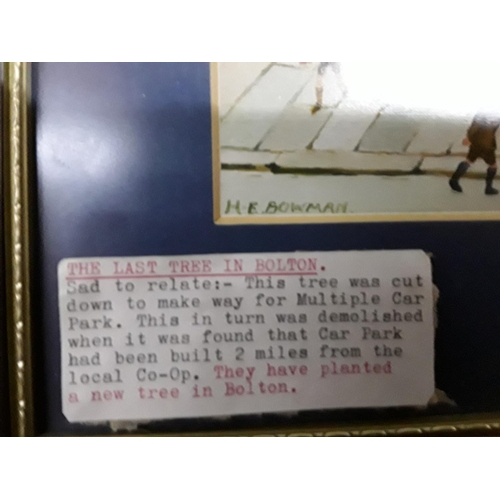 H.E.BOWMAN.
THE LAST TREE IN BOLTON.
Sad to relate:- This tree was cut
down to make way for Multiple Car
Park. This in turn was demolished
when it was found that Car Park
had been built 2 miles from the
local Co-Op. They have planted
a new tree in Bolton.